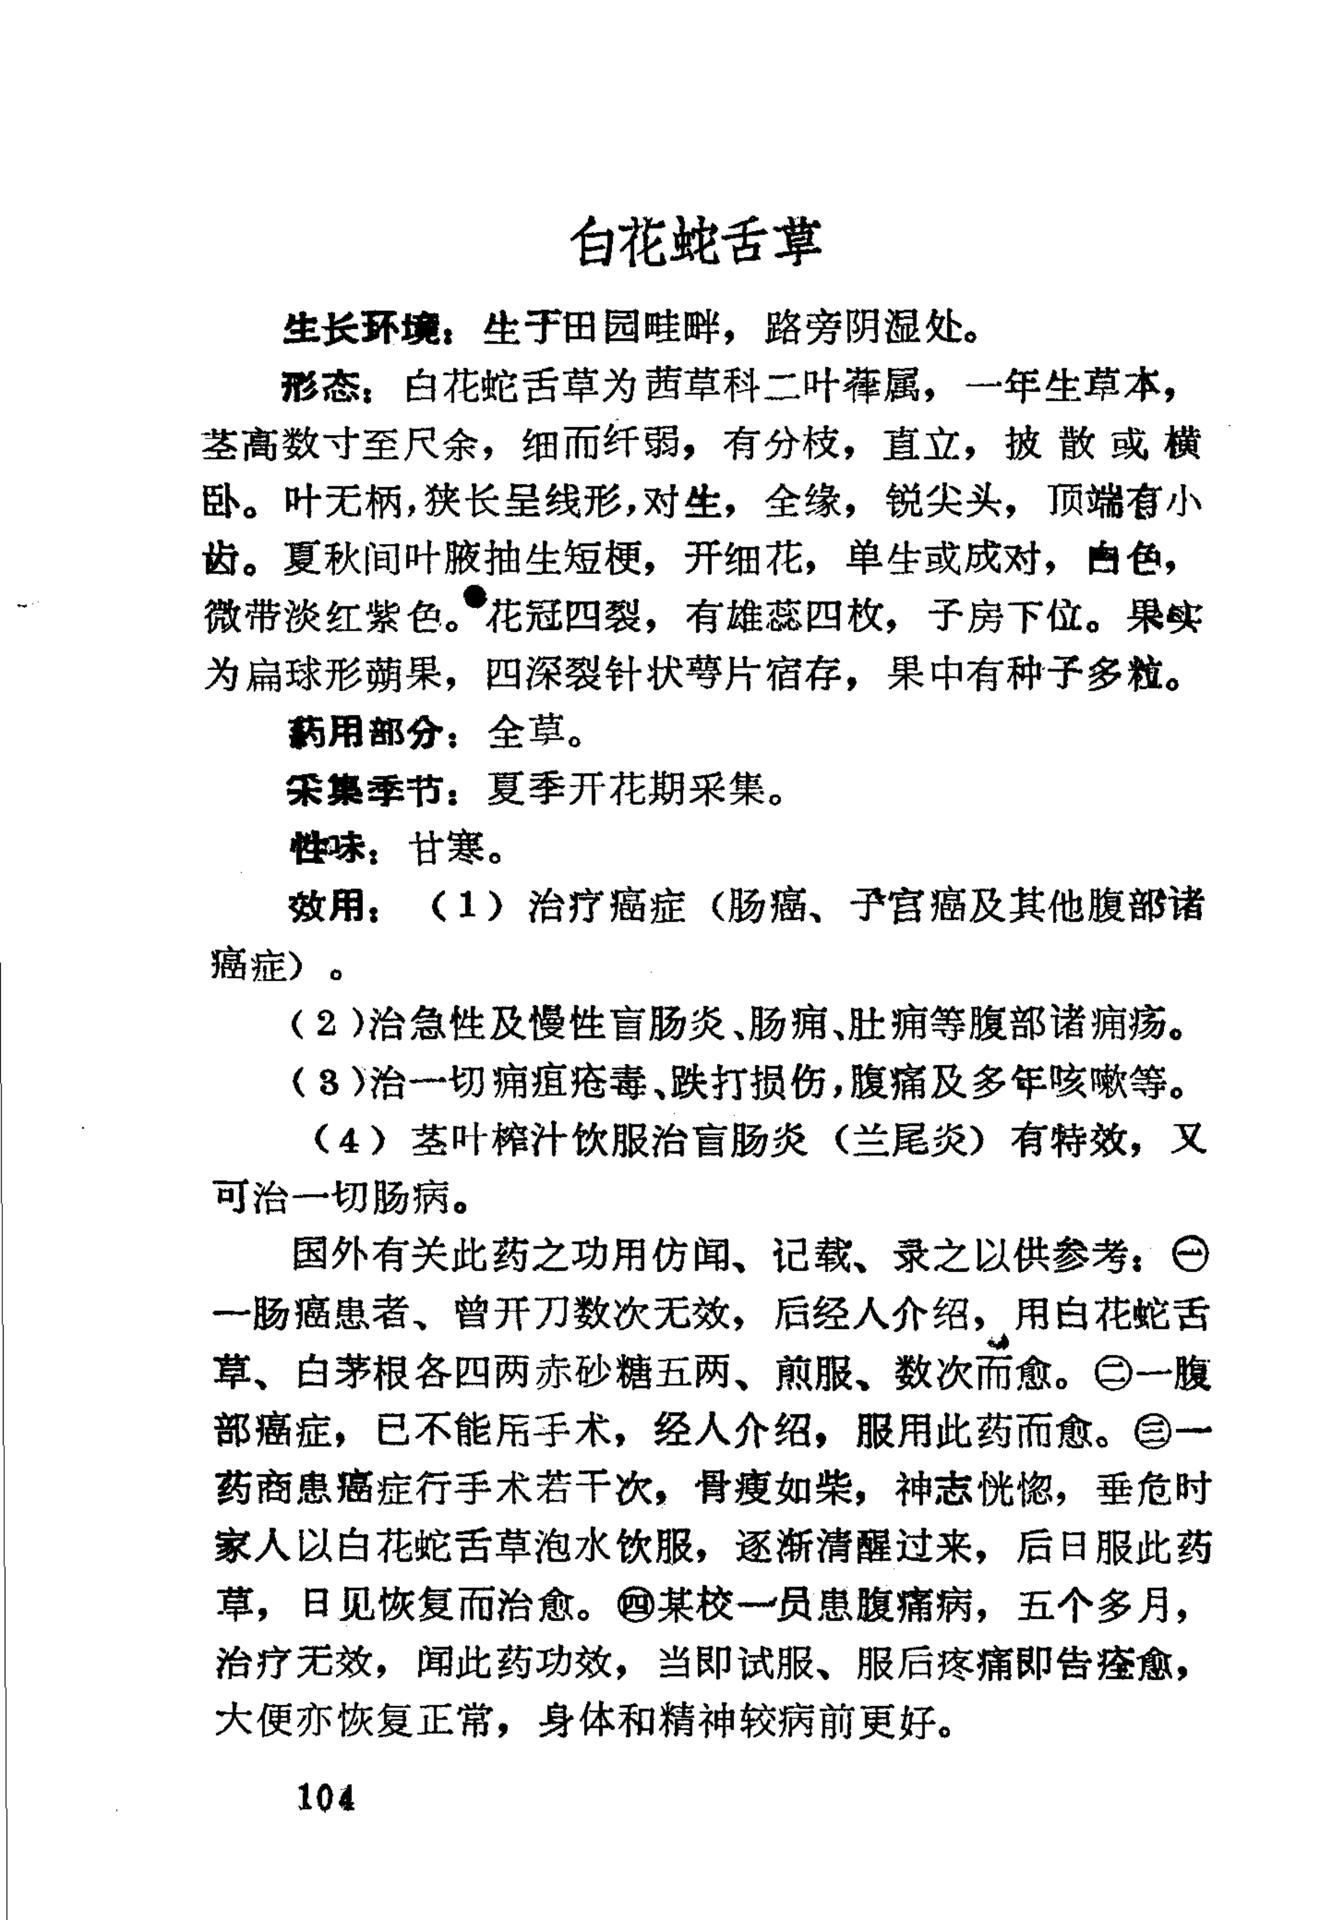 白花蛇舌草
生长环境：生于田园畦畔，路旁阴湿处。
形态：白花蛇舌草为茜草科二叶葎属，一年生草本，
茎高数寸至尺余，细而纤弱，有分枝，直立，披散或横
卧。叶无柄，狭长呈线形，对生，全缘，锐尖头，顶端有小
齿。夏秋间叶腋抽生短梗，开细花，单生或成对，白色，
微带淡红紫色。花冠四裂，有雄蕊四枚，子房下位。果实
为扁球形蒴果，四深裂针状萼片宿存，果中有种子多粒。
药用部分：全草。
采集季节：夏季开花期采集。
性味：甘寒。
效用：（1）治疗癌症（肠癌、子宫癌及其他腹部诸
癌症）。
（2）治急性及慢性盲肠炎、肠痈、肚痈等腹部诸痈疡。
（3）治一切痈疽疮毒、跌打损伤，腹痛及多年咳嗽等。
（4）茎叶榨汁饮服治盲肠炎（兰尾炎）有特效，又
可治一切肠病。
国外有关此药之功用仿闻、记载、录之以供参考：㊀
一肠癌患者、曾开刀数次无效，后经人介绍，用白花蛇舌
草、白茅根各四两赤砂糖五两、煎服、数次而愈。㊁一腹
部癌症，已不能用手术，经人介绍，服用此药而愈。㊂一
药商患癌症行手术若干次，骨瘦如柴，神志恍惚，垂危时
家人以白花蛇舌草泡水饮服，逐渐清醒过来，后日服此药
草，日见恢复而治愈。㊃某校一员患腹痛病，五个多月，
治疗无效，闻此药功效，当即试服、服后疼痛即告痊愈，
大便亦恢复正常，身体和精神较病前更好。
104